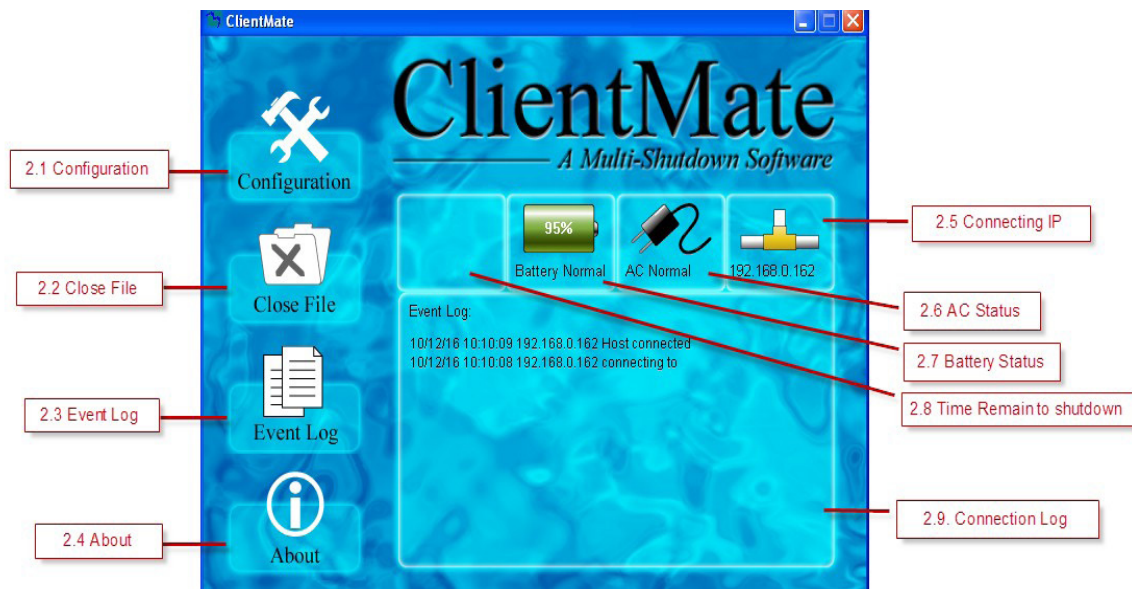 ClientMate
ClientMate
A Multi-Shutdown Software
2.1 Configuration
Configuration
2.2 Close File
Close File
2.3 Event Log
Event Log
2.4 About
About
95%
Battery Normal
AC Normal
192.168.0.162
Event Log:
10/12/16 10:10:09 192.168.0.162 Host connected
10/12/16 10:10:08 192.168.0.162 connecting to
2.5 Connecting IP
2.6 AC Status
2.7 Battery Status
2.8 Time Remain to shutdown
2.9. Connection Log